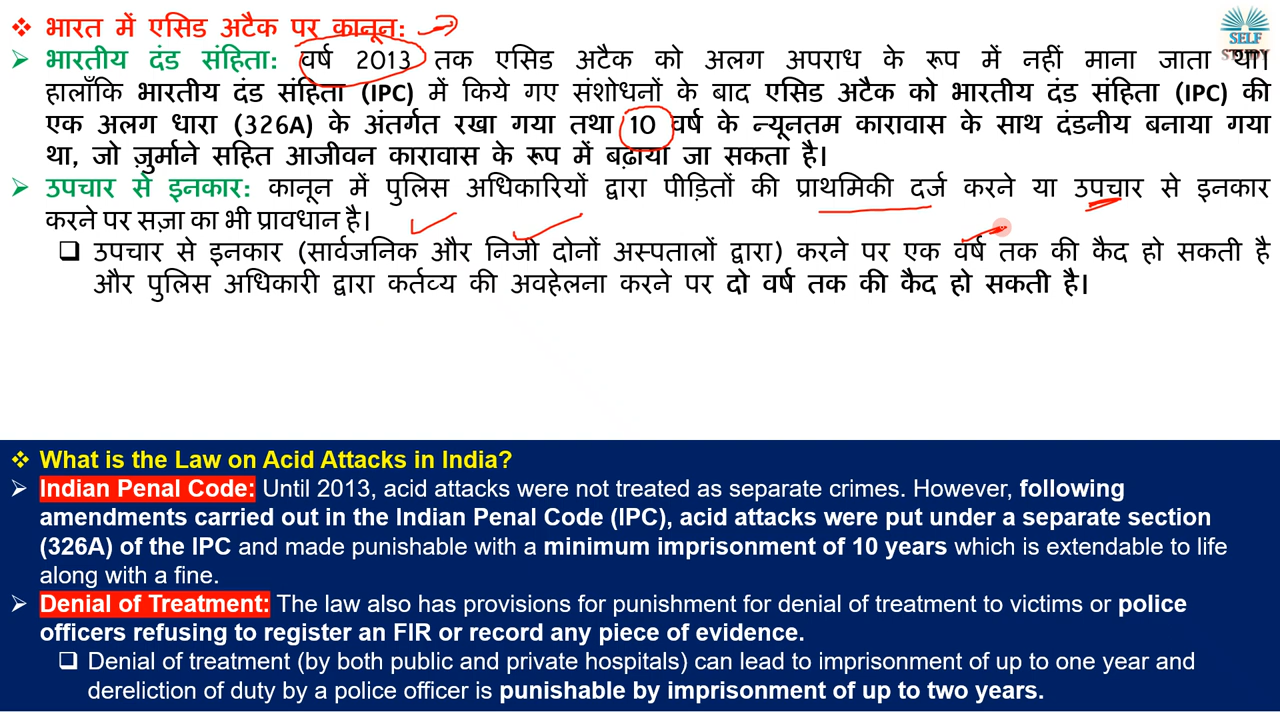 ❖ भारत में एसिड अटैक पर कानून:
➢ भारतीय दंड संहिता: वर्ष 2013 तक एसिड अटैक को अलग अपराध के रूप में नहीं माना जाता था।
हालाँकि भारतीय दंड संहिता (IPC) में किये गए संशोधनों के बाद एसिड अटैक को भारतीय दंड संहिता (IPC) की
एक अलग धारा (326A) के अंतर्गत रखा गया तथा 10 वर्ष के न्यूनतम कारावास के साथ दंडनीय बनाया गया
था, जो ज़ुर्माने सहित आजीवन कारावास के रूप में बढ़ाया जा सकता है।
➢ उपचार से इनकार: कानून में पुलिस अधिकारियों द्वारा पीड़ितों की प्राथमिकी दर्ज करने या उपचार से इनकार
करने पर सज़ा का भी प्रावधान है।
❑ उपचार से इनकार (सार्वजनिक और निजी दोनों अस्पतालों द्वारा) करने पर एक वर्ष तक की कैद हो सकती है
और पुलिस अधिकारी द्वारा कर्तव्य की अवहेलना करने पर दो वर्ष तक की कैद हो सकती है।
SELF
STUDY
❖ What is the Law on Acid Attacks in India?
➢ Indian Penal Code: Until 2013, acid attacks were not treated as separate crimes. However, following
amendments carried out in the Indian Penal Code (IPC), acid attacks were put under a separate section
(326A) of the IPC and made punishable with a minimum imprisonment of 10 years which is extendable to life
along with a fine.
➢ Denial of Treatment: The law also has provisions for punishment for denial of treatment to victims or police
officers refusing to register an FIR or record any piece of evidence.
❑ Denial of treatment (by both public and private hospitals) can lead to imprisonment of up to one year and
dereliction of duty by a police officer is punishable by imprisonment of up to two years.